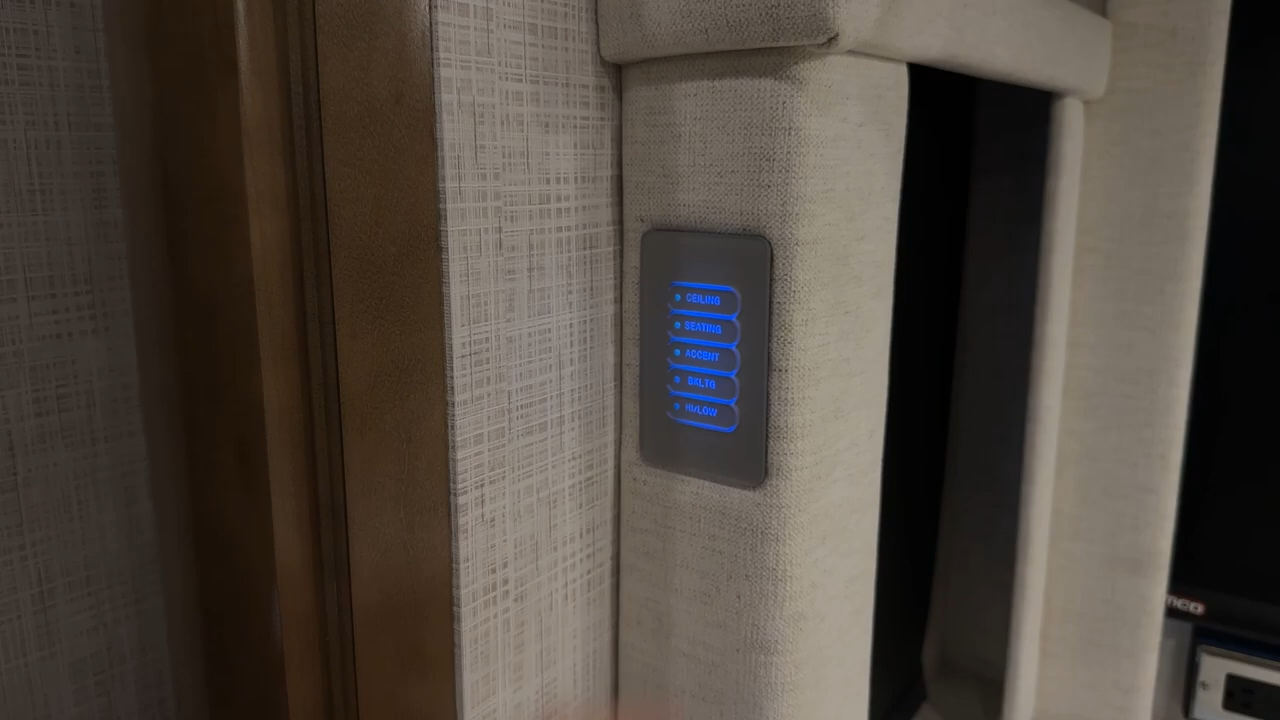 CEILING
SEATING
ACCENT
BKLTG
HI/LOW